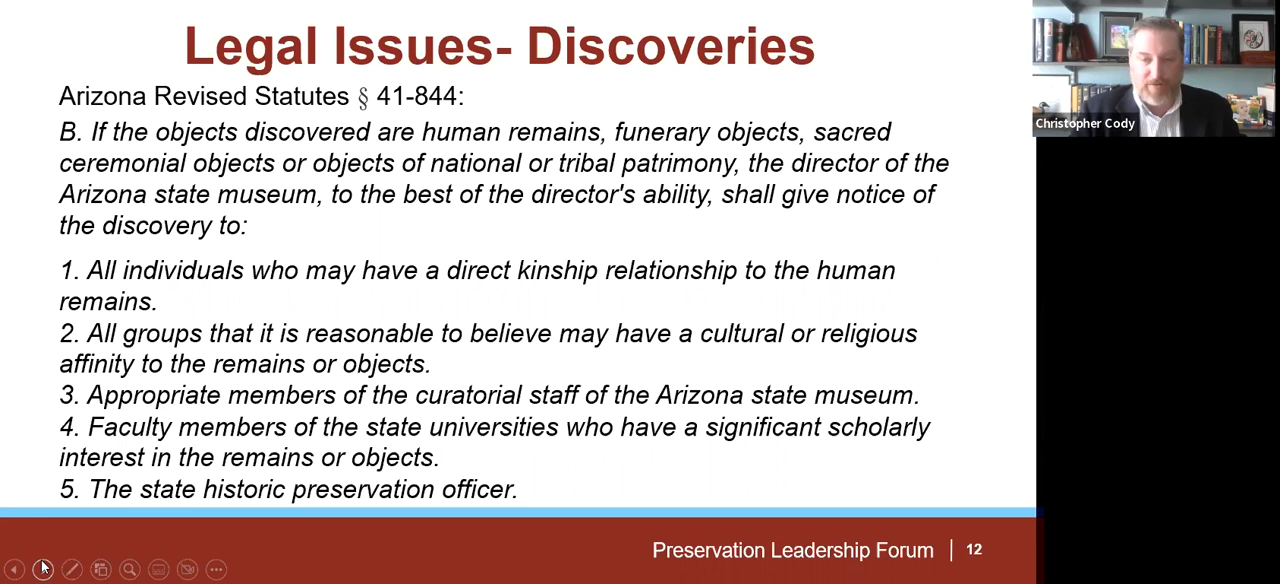 Legal Issues- Discoveries
Arizona Revised Statutes § 41-844:
B. If the objects discovered are human remains, funerary objects, sacred
ceremonial objects or objects of national or tribal patrimony, the director of the
Arizona state museum, to the best of the director's ability, shall give notice of
the discovery to:
1. All individuals who may have a direct kinship relationship to the human
remains.
2. All groups that it is reasonable to believe may have a cultural or religious
affinity to the remains or objects.
3. Appropriate members of the curatorial staff of the Arizona state museum.
4. Faculty members of the state universities who have a significant scholarly
interest in the remains or objects.
5. The state historic preservation officer.
Preservation Leadership Forum | 12
Christopher Cody